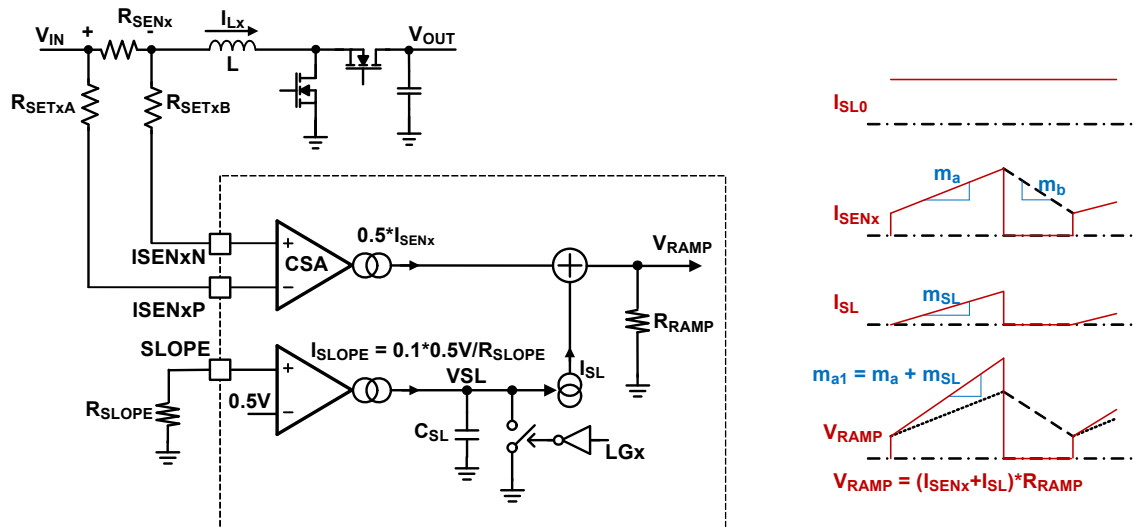 RSENx
VIN
+
-
ILx
L
VOUT
RSETxA
RSETxB
ISENxN
ISENxP
+
CSA
−
0.5*ISENx
VRAMP
RRAMP
SLOPE
RSLOPE
0.5V
+
−
ISLOPE = 0.1*0.5V/RSLOPE
VSL
ISL
CSL
LGx
ISL0
ISENx
ma
mb
ISL
mSL
ma1 = ma + mSL
VRAMP
VRAMP = (ISENx+ISL)*RRAMP